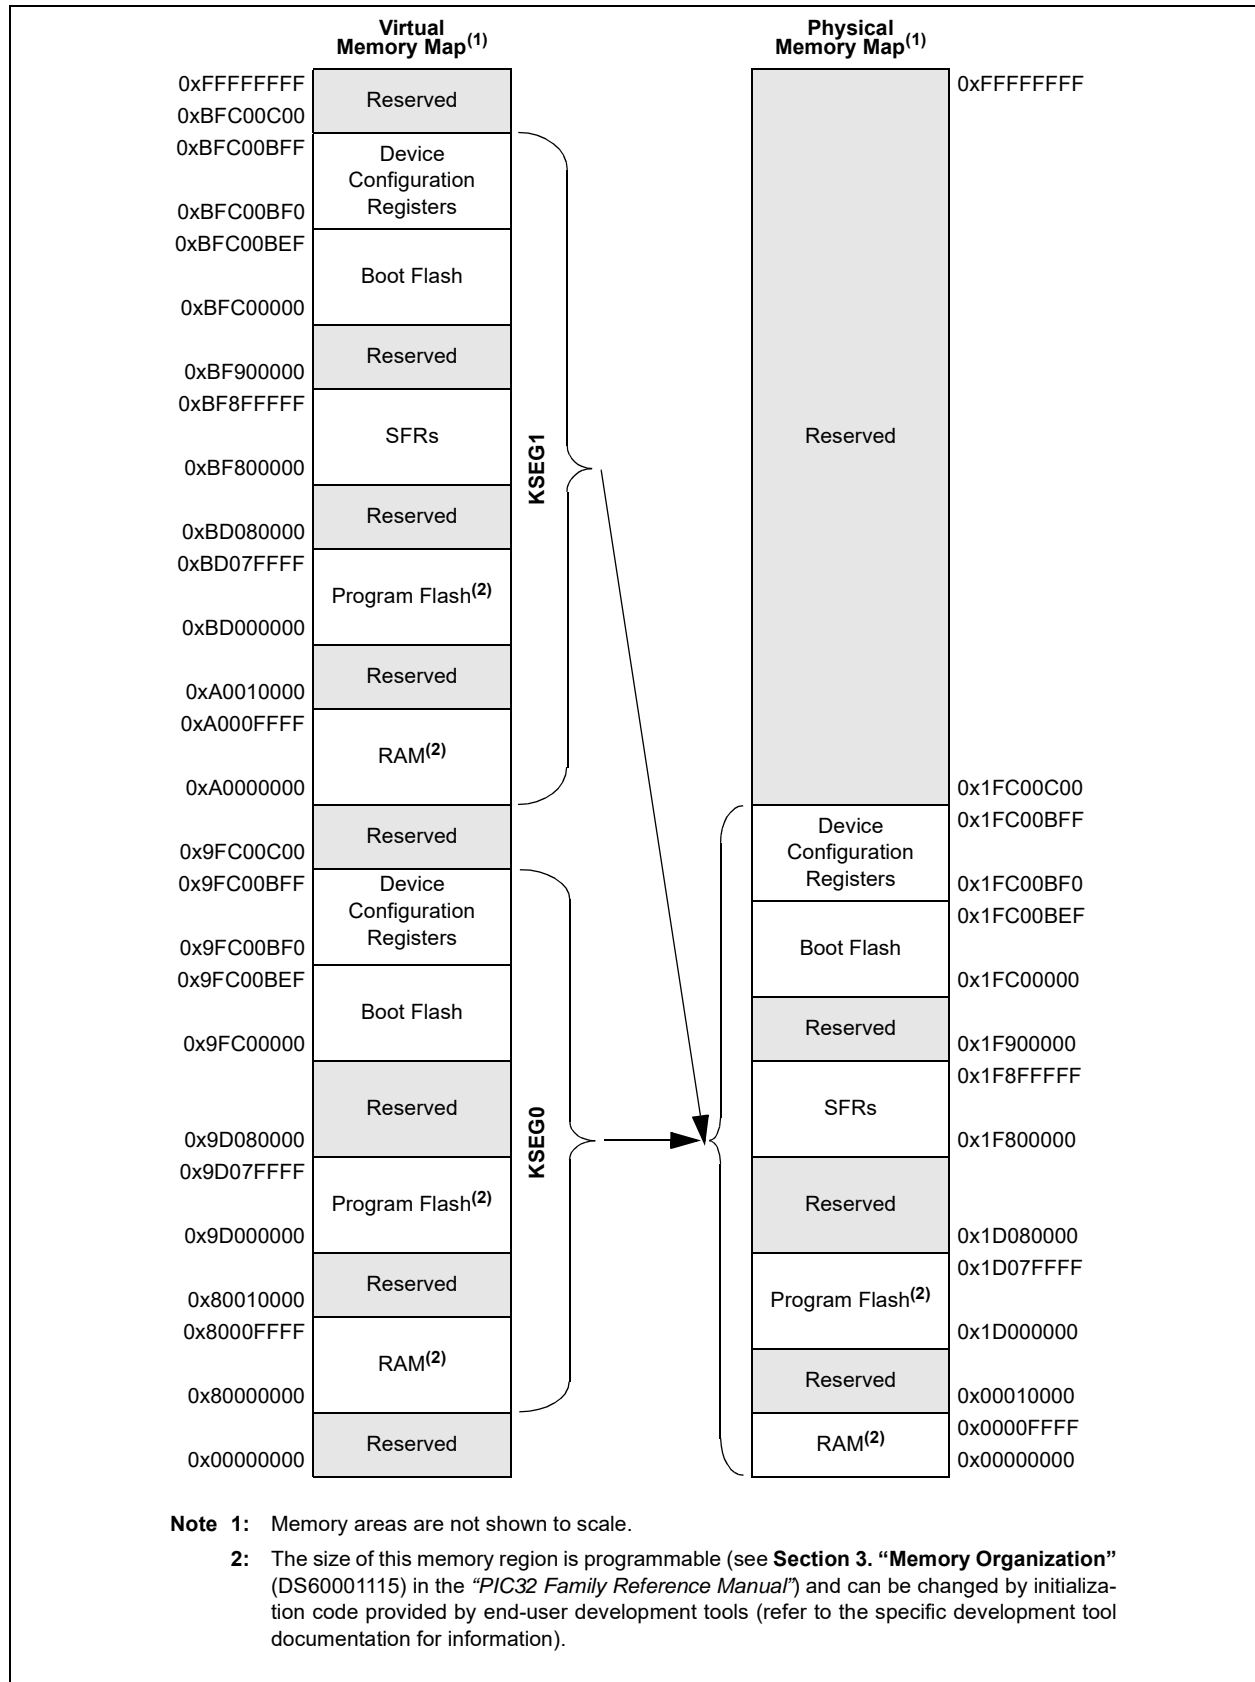 Virtual
Memory Map(1)
Physical
Memory Map(1)
0xFFFFFFFF
Reserved
0xBFC00C00
0xBFC00BFF
Device
Configuration
Registers
0xBFC00BF0
0xBFC00BEF
Boot Flash
0xBFC00000
Reserved
0xBF900000
0xBF8FFFFF
SFRs
0xBF800000
Reserved
0xBD080000
0xBD07FFFF
Program Flash(2)
0xBD000000
Reserved
0xA0010000
0xA000FFFF
RAM(2)
0xA0000000
Reserved
0x9FC00C00
0x9FC00BFF
Device
Configuration
Registers
0x9FC00BF0
0x9FC00BEF
Boot Flash
0x9FC00000
Reserved
0x9D080000
0x9D07FFFF
Program Flash(2)
0x9D000000
Reserved
0x80010000
0x8000FFFF
RAM(2)
0x80000000
Reserved
0x00000000
KSEG1
KSEG0
0xFFFFFFFF
Reserved
0x1FC00C00
0x1FC00BFF
Device
Configuration
Registers
0x1FC00BF0
0x1FC00BEF
Boot Flash
0x1FC00000
Reserved
0x1F900000
0x1F8FFFFF
SFRs
0x1F800000
Reserved
0x1D080000
0x1D07FFFF
Program Flash(2)
0x1D000000
Reserved
0x00010000
0x0000FFFF
RAM(2)
0x00000000
Note 1: Memory areas are not shown to scale.
2: The size of this memory region is programmable (see Section 3. “Memory Organization”
(DS60001115) in the “PIC32 Family Reference Manual”) and can be changed by initializa-
tion code provided by end-user development tools (refer to the specific development tool
documentation for information).